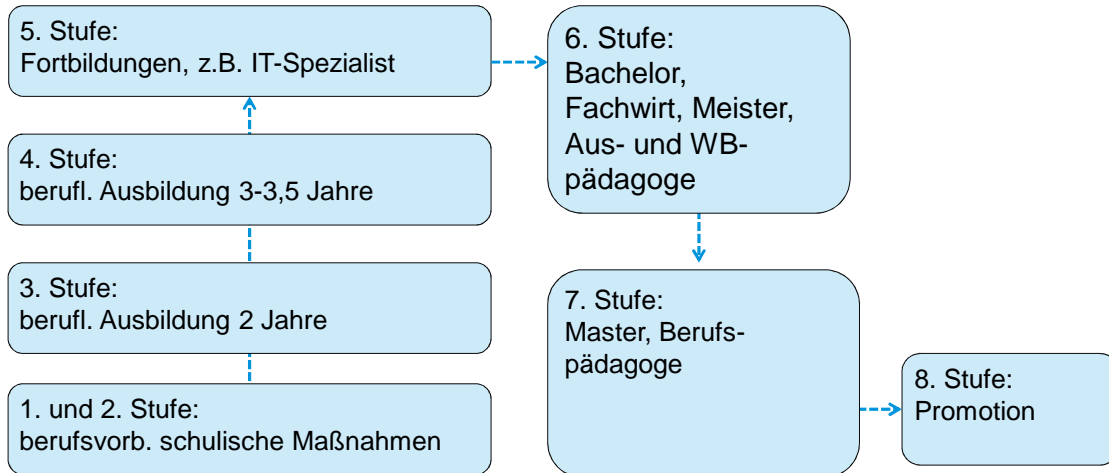 5. Stufe:
Fortbildungen, z.B. IT-Spezialist
4. Stufe:
berufl. Ausbildung 3-3,5 Jahre
3. Stufe:
berufl. Ausbildung 2 Jahre
1. und 2. Stufe:
berufsvorb. schulische Maßnahmen
6. Stufe:
Bachelor,
Fachwirt, Meister,
Aus- und WB-
pädagoge
7. Stufe:
Master, Berufs-
pädagoge
8. Stufe:
Promotion